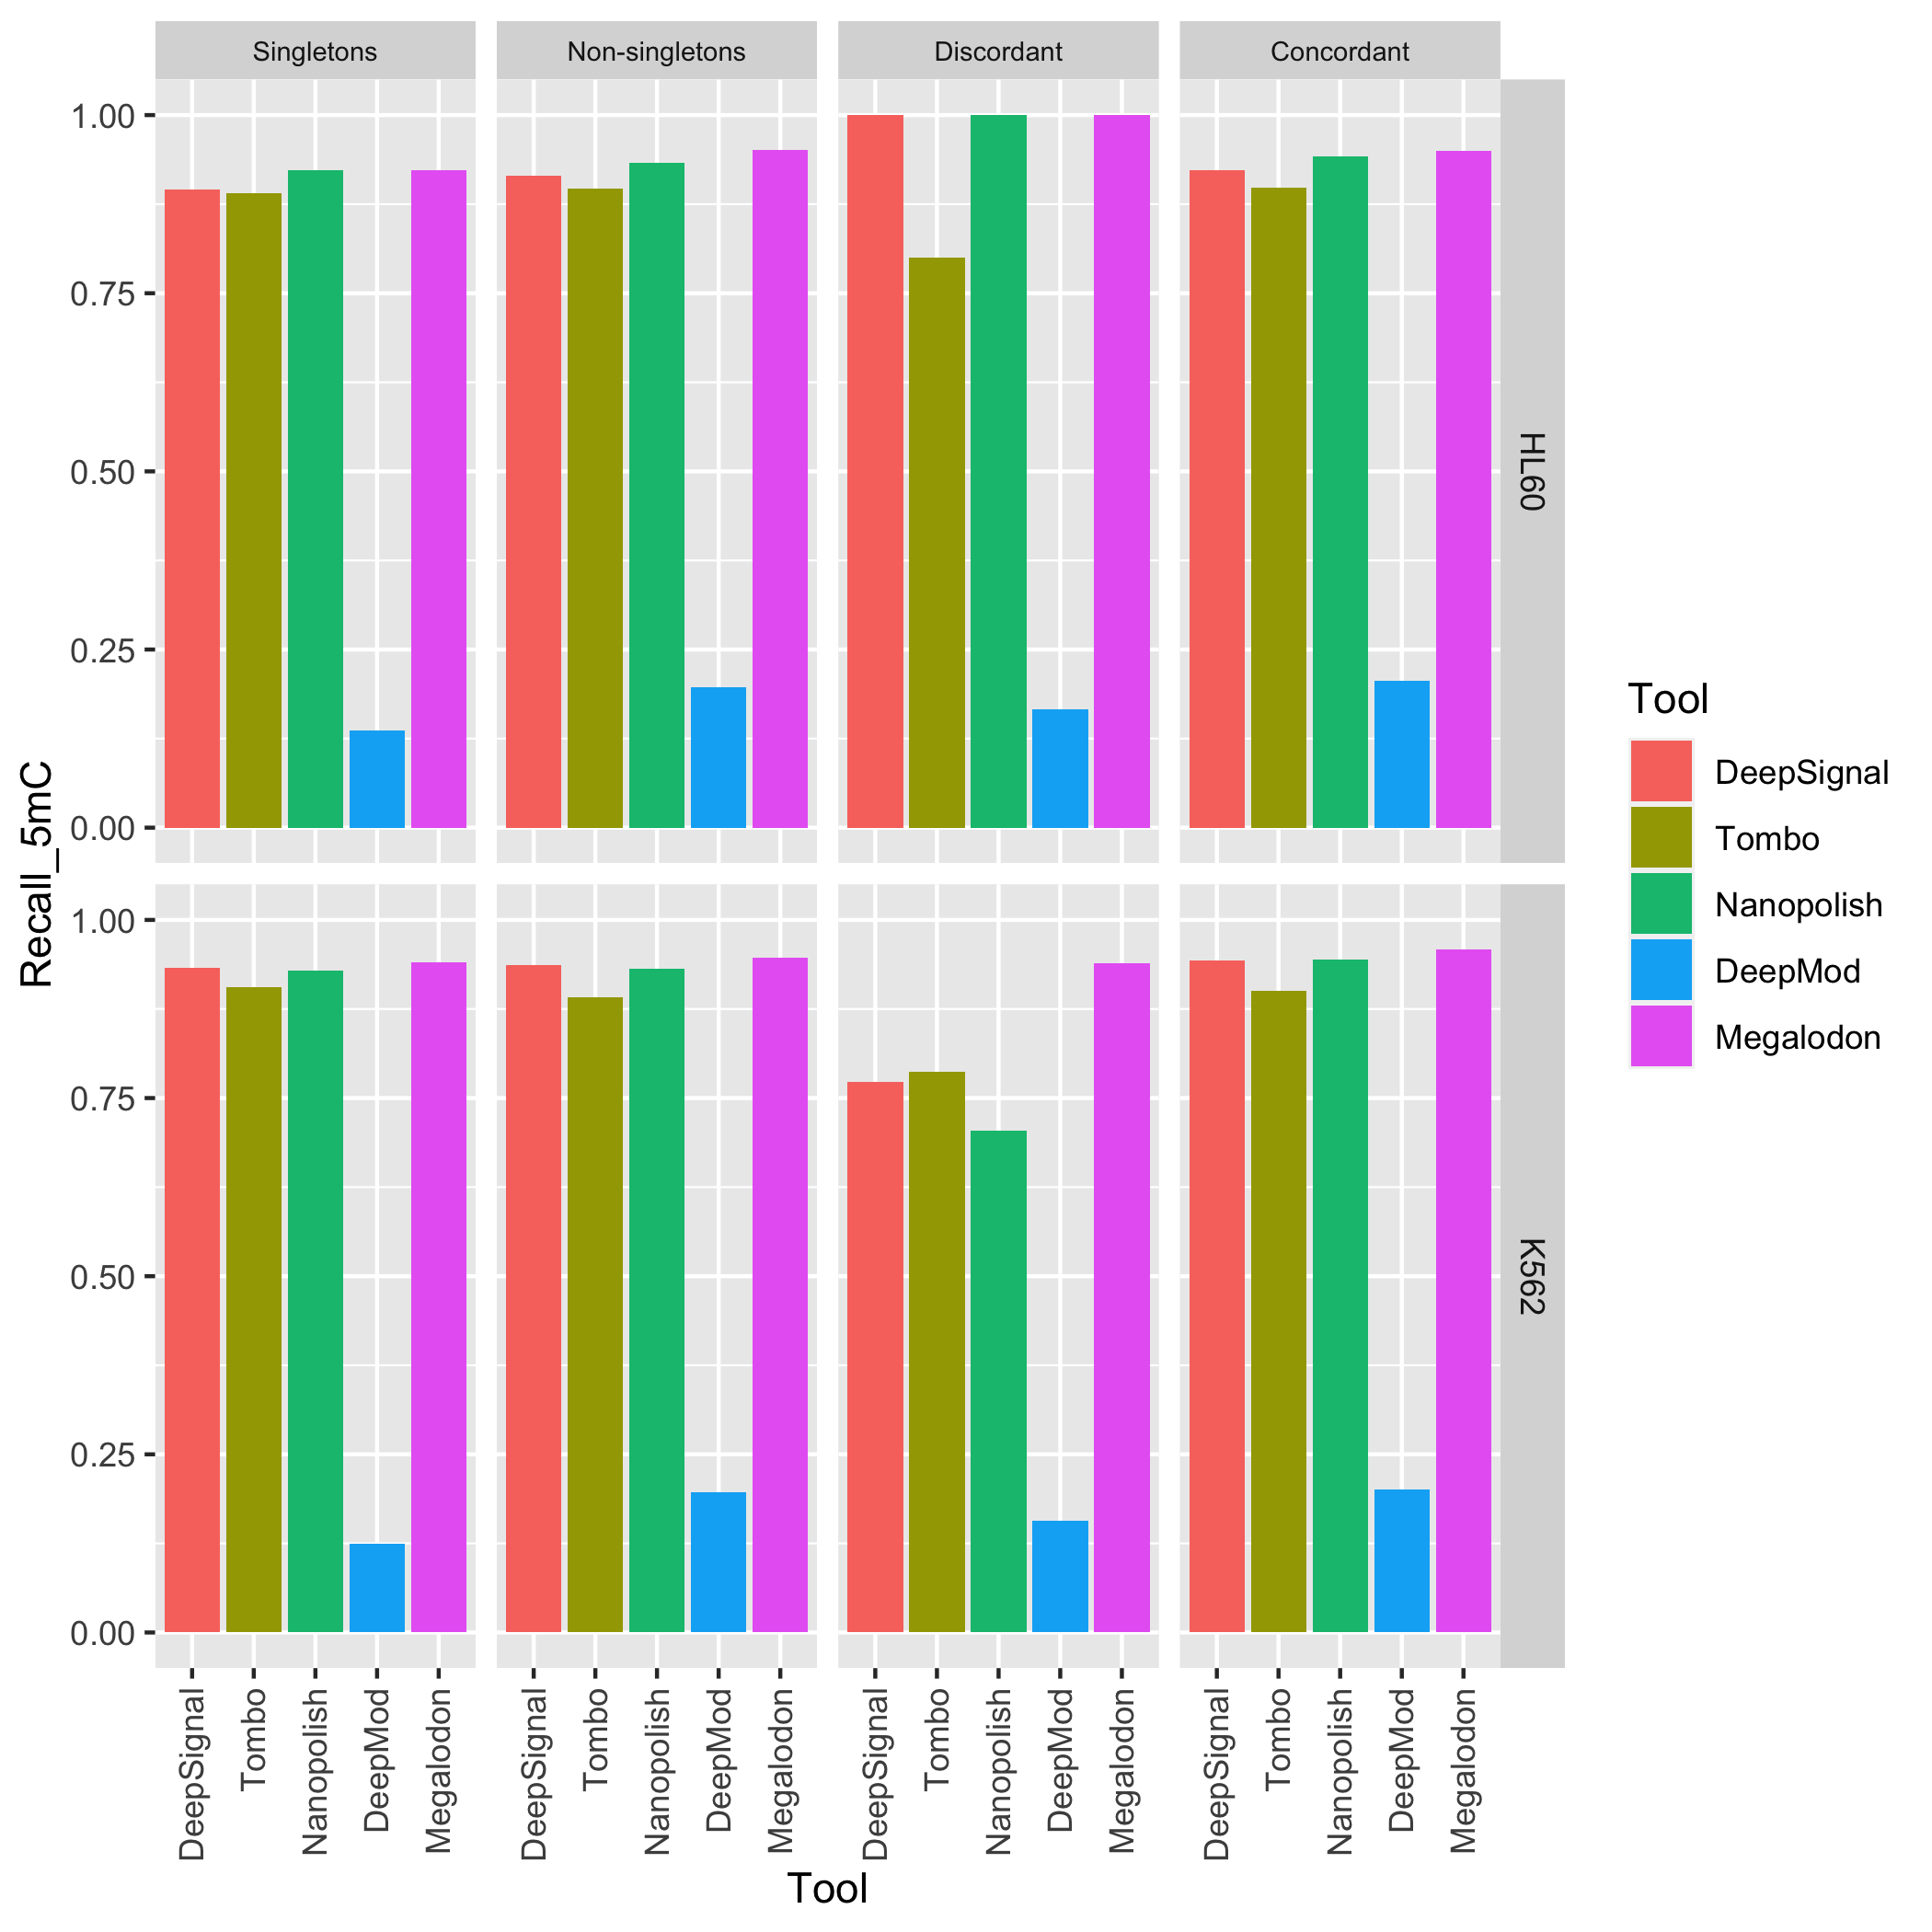 Singletons Non-singletons Discordant Concordant
1.00
0.75
0.50
0.25
0.00
HL60
1.00
0.75
0.50
0.25
0.00
K562
Recall_5mC
DeepSignal Tombo Nanopolish DeepMod Megalodon DeepSignal Tombo Nanopolish DeepMod Megalodon DeepSignal Tombo Nanopolish DeepMod Megalodon DeepSignal Tombo Nanopolish DeepMod Megalodon
Tool
Tool
DeepSignal
Tombo
Nanopolish
DeepMod
Megalodon